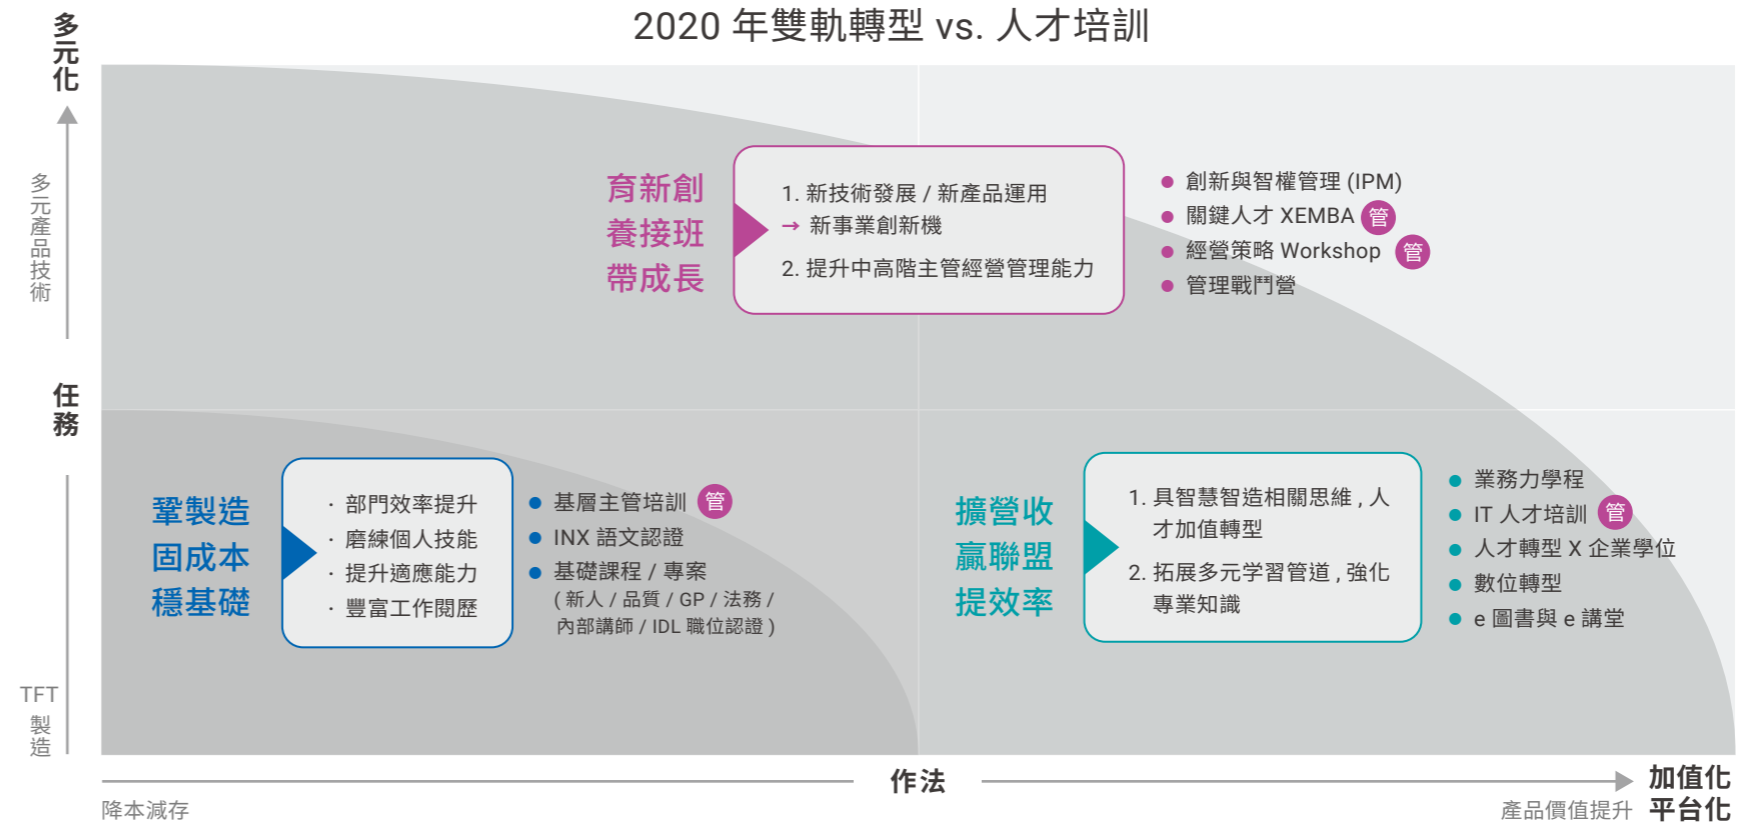 2020 年雙軌轉型 vs. 人才培訓
多元化
多元產品技術
任務
TFT
製造
育新創
養接班
帶成長
1. 新技術發展 / 新產品運用
→ 新事業創新機
2. 提升中高階主管經營管理能力
● 創新與智權管理 (IPM)
● 關鍵人才 XEMBA 管
● 經營策略 Workshop 管
● 管理戰鬥營
鞏製造
固成本
穩基礎
· 部門效率提升
· 磨練個人技能
· 提升適應能力
· 豐富工作閱歷
● 基層主管培訓 管
● INX 語文認證
● 基礎課程 / 專案
( 新人 / 品質 / GP / 法務 /
內部講師 / IDL 職位認證 )
擴營收
贏聯盟
提效率
1. 具智慧智造相關思維 , 人
才加值轉型
2. 拓展多元学習管道 , 強化
專業知識
● 業務力學程
● IT 人才培訓 管
● 人才轉型 X 企業學位
● 數位轉型
● e 圖書與 e 講堂
作法
降本減存
產品價值提升
加值化
平台化